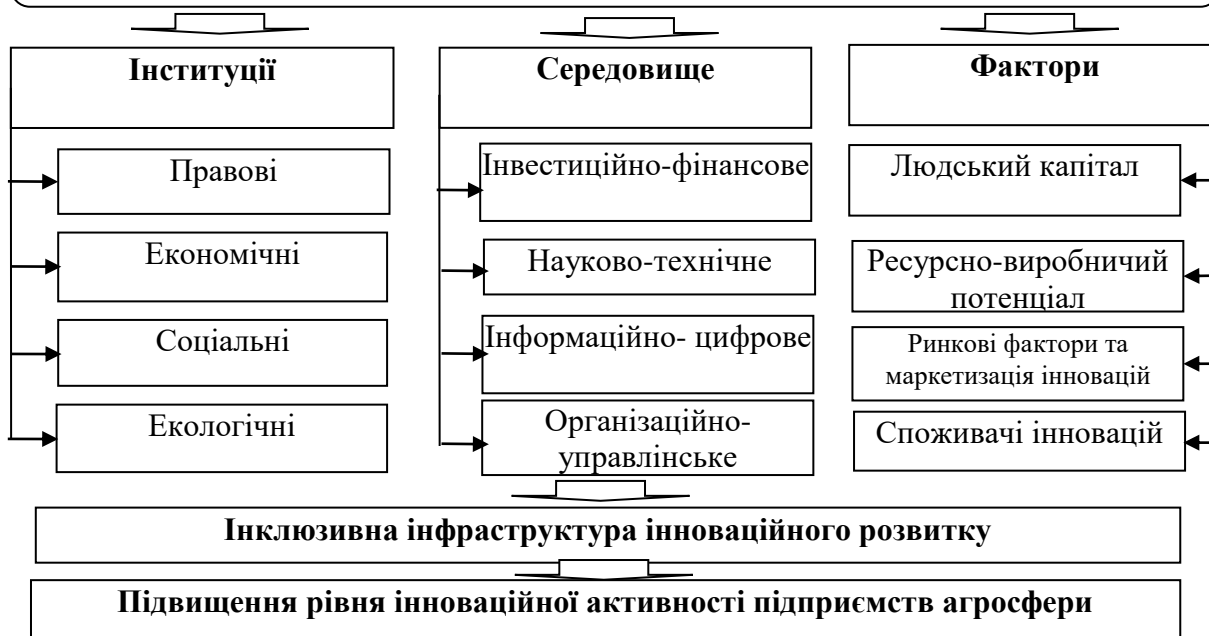 Інституції
Правові
Економічні
Соціальні
Екологічні
Середовище
Інвестиційно-фінансове
Науково-технічне
Інформаційно- цифрове
Організаційно-
управлінське
Фактори
Людський капітал
Ресурсно-виробничий
потенціал
Ринкові фактори та
маркетизація інновацій
Споживачі інновацій
Інклюзивна інфраструктура інноваційного розвитку
Підвищення рівня інноваційної активності підприємств агросфери